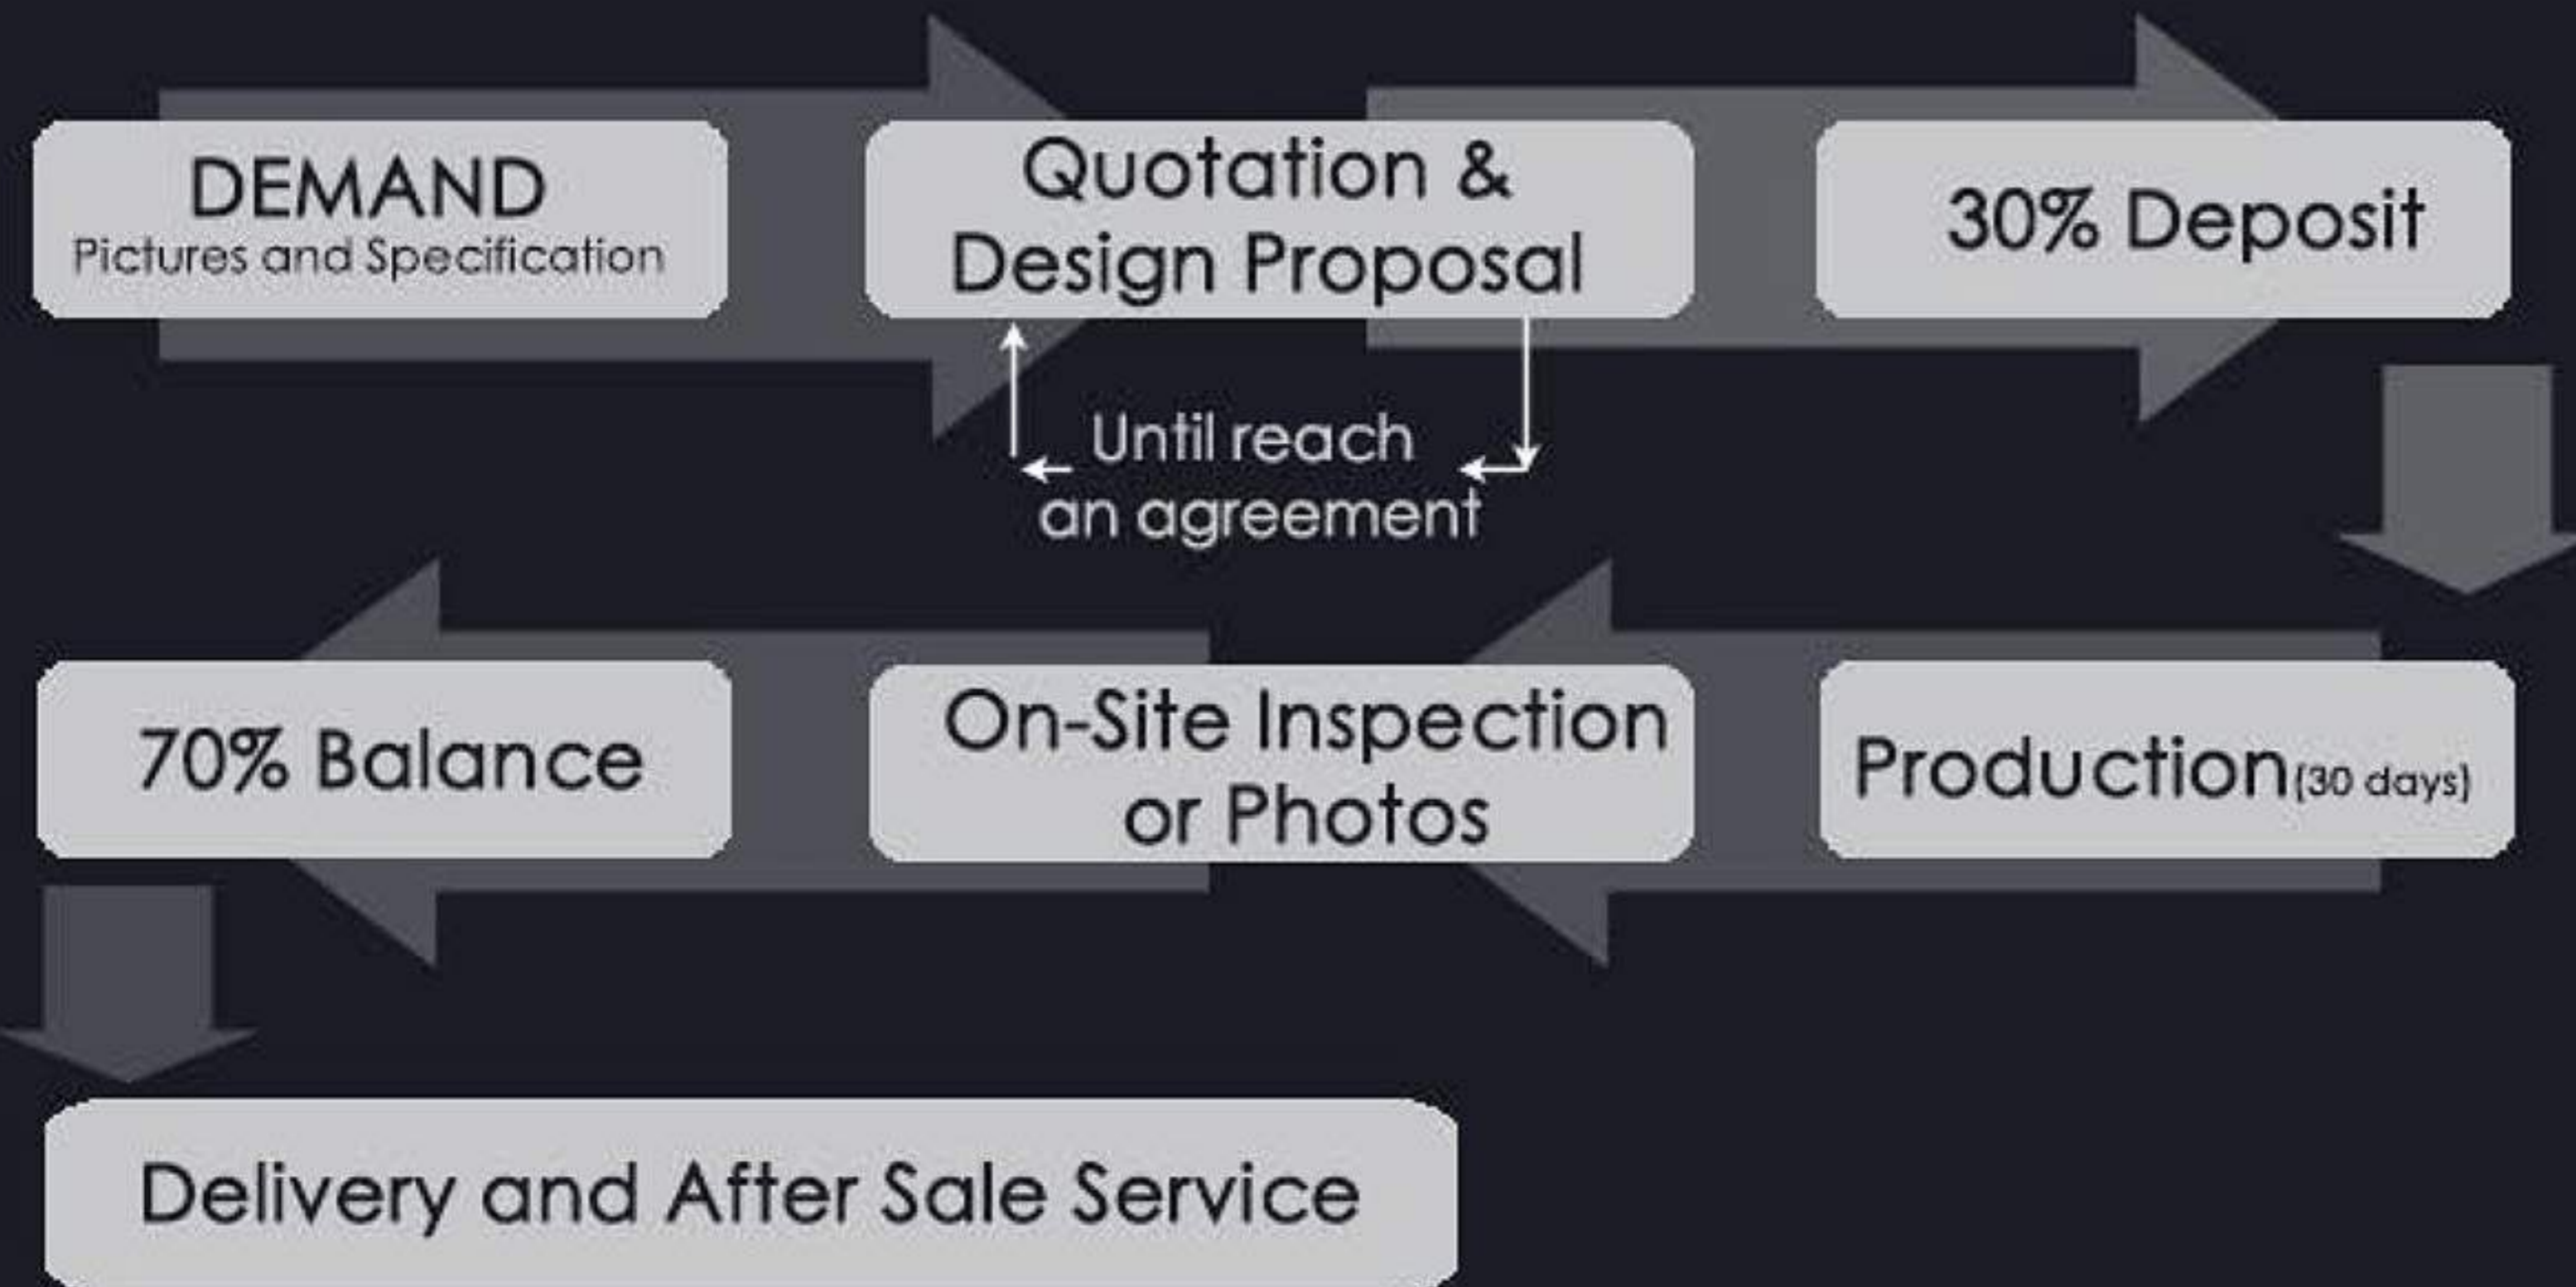 DEMAND
Pictures and Specification
Quotation &
Design Proposal
30% Deposit
Until reach
an agreement
Production(30 days)
On-Site Inspection
or Photos
70% Balance
Delivery and After Sale Service